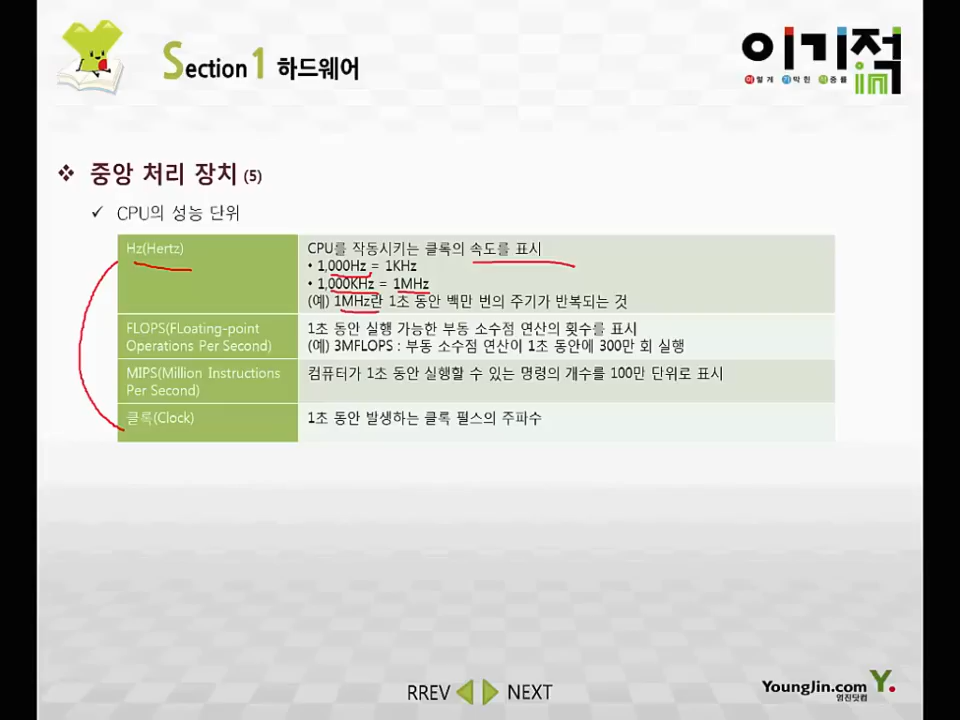 Section 1 하드웨어
이기적 in
이렇게 기막힌 적중률
❖ 중앙 처리 장치 (5)
✓ CPU의 성능 단위
Hz(Hertz)
CPU를 작동시키는 클록의 속도를 표시
• 1,000Hz = 1KHz
• 1,000KHz = 1MHz
(예) 1MHz란 1초 동안 백만 번의 주기가 반복되는 것
FLOPS(FLoating-point
Operations Per Second)
1초 동안 실행 가능한 부동 소수점 연산의 횟수를 표시
(예) 3MFLOPS : 부동 소수점 연산이 1초 동안에 300만 회 실행
MIPS(Million Instructions
Per Second)
컴퓨터가 1초 동안 실행할 수 있는 명령의 개수를 100만 단위로 표시
클록(Clock)
1초 동안 발생하는 클록 펄스의 주파수
RREV NEXT
YoungJin.com Y.
영진닷컴